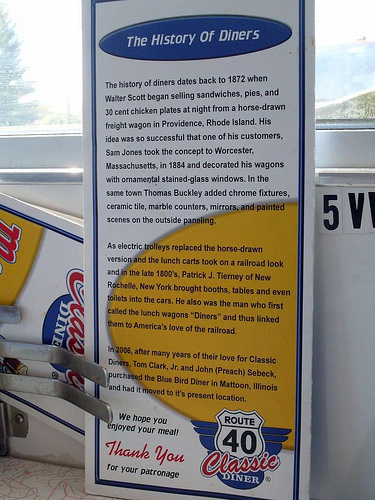 The History Of Diners
The history of diners dates back to 1872 when
Walter Scott began selling sandwiches, pies, and
30 cent chicken plates at night from a horse-drawn
freight wagon in Providence, Rhode Island. His
idea was so successful that one of his customers,
Sam Jones took the concept to Worcester,
Massachusetts, in 1884 and decorated his wagons
with ornamental stained-glass windows. In the
same town Thomas Buckley added chrome fixtures,
ceramic tile, marble counters, mirrors, and painted
scenes on the outside paneling.
As electric trolleys replaced the horse-drawn
version and the lunch carts took on a railroad look
and in the late 1800's, Patrick J. Tierney of New
Rochelle, New York brought booths, tables and even
toilets into the cars. He also was the man who first
called the lunch wagons "Diners" and thus linked
them to America's love of the railroad.
In 2006, after many years of their love for Classic
Diners, Tom Clark, Jr. and John (Preach) Sebeck,
purchased the Blue Bird Diner in Mattoon, Illinois
and had it moved to it's present location.
We hope you
enjoyed your meal!
Thank You
for your patronage
ROUTE
40
Classic
DINER
5
DINE